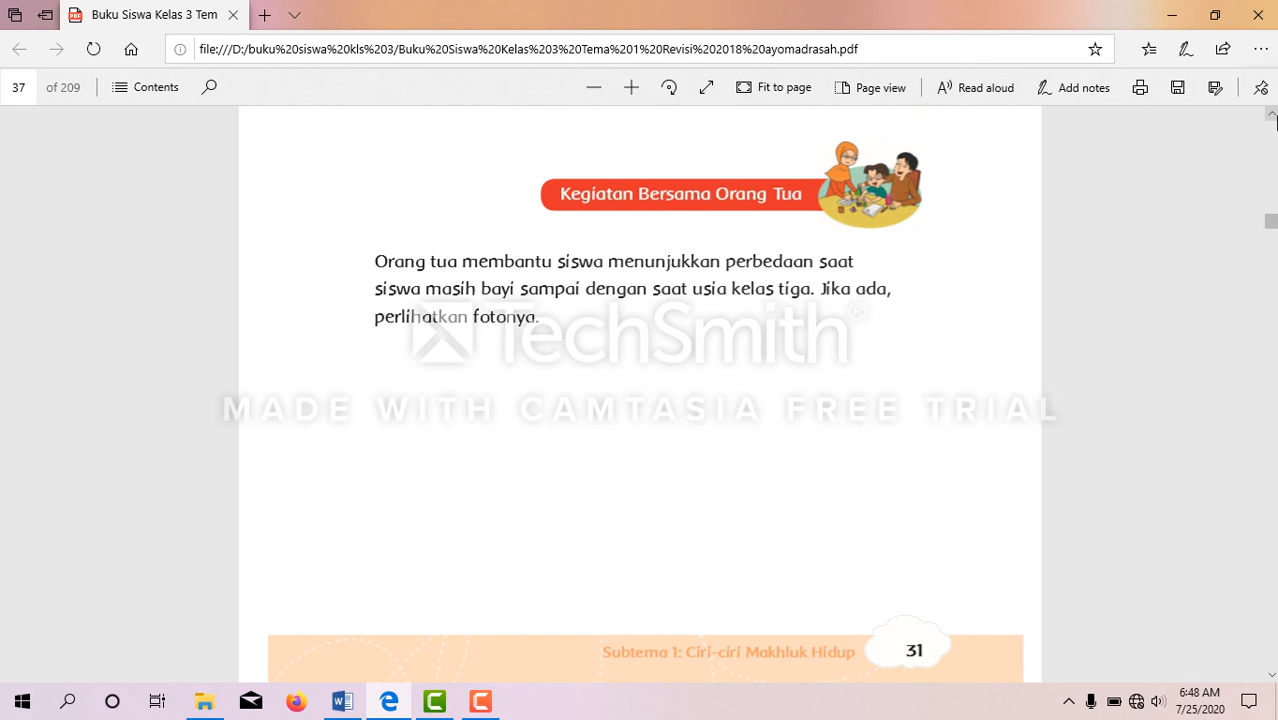 Buku Siswa Kelas 3 Tem
file:///D:/buku%20siswa%20kls%203/Buku%20Siswa%20Kelas%203%20Tema%201%20Revisi%202018%20ayomadrasah.pdf
37 of 209 Contents Fit to page Page view Read aloud Add notes
Kegiatan Bersama Orang Tua
Orang tua membantu siswa menunjukkan perbedaan saat
siswa masih bayi sampai dengan saat usia kelas tiga. Jika ada,
perlihatkan fotonya.
TechSmith®
MADE WITH CAMTASIA FREE TRIAL
Subtema 1: Ciri-ciri Makhluk Hidup 31
6:48 AM
7/25/2020